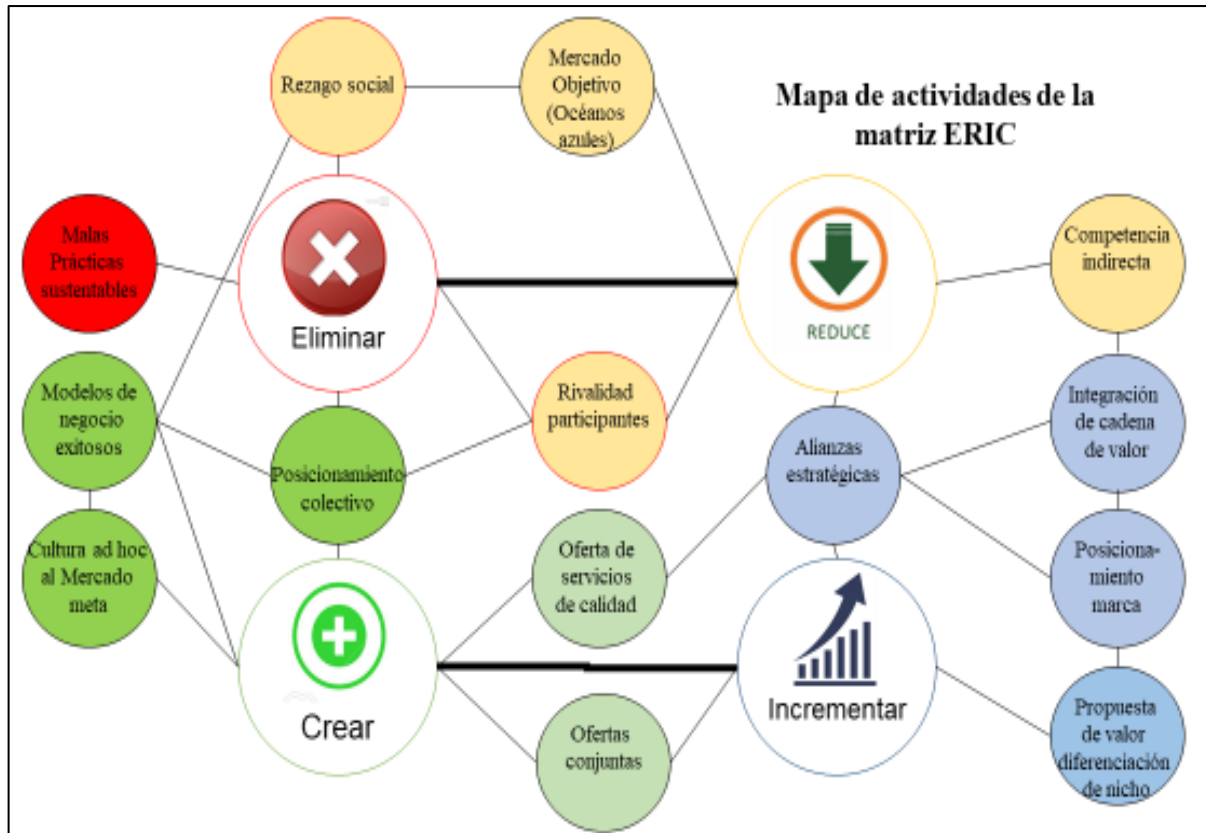 Rezago social
Mercado
Objetivo
(Océanos
azules)
Mapa de actividades de la
matriz ERIC
Malas
Prácticas
sustentables
Eliminar
REDUCE
Competencia
indirecta
Modelos de
negocio
exitosos
Posicionamiento
colectivo
Rivalidad
participantes
Alianzas
estratégicas
Integración
de cadena
de valor
Cultura ad hoc
al Mercado
meta
Oferta de
servicios
de calidad
Posiciona-
miento
marca
Crear
Ofertas
conjuntas
Incrementar
Propuesta
de valor
diferenciación
de nicho